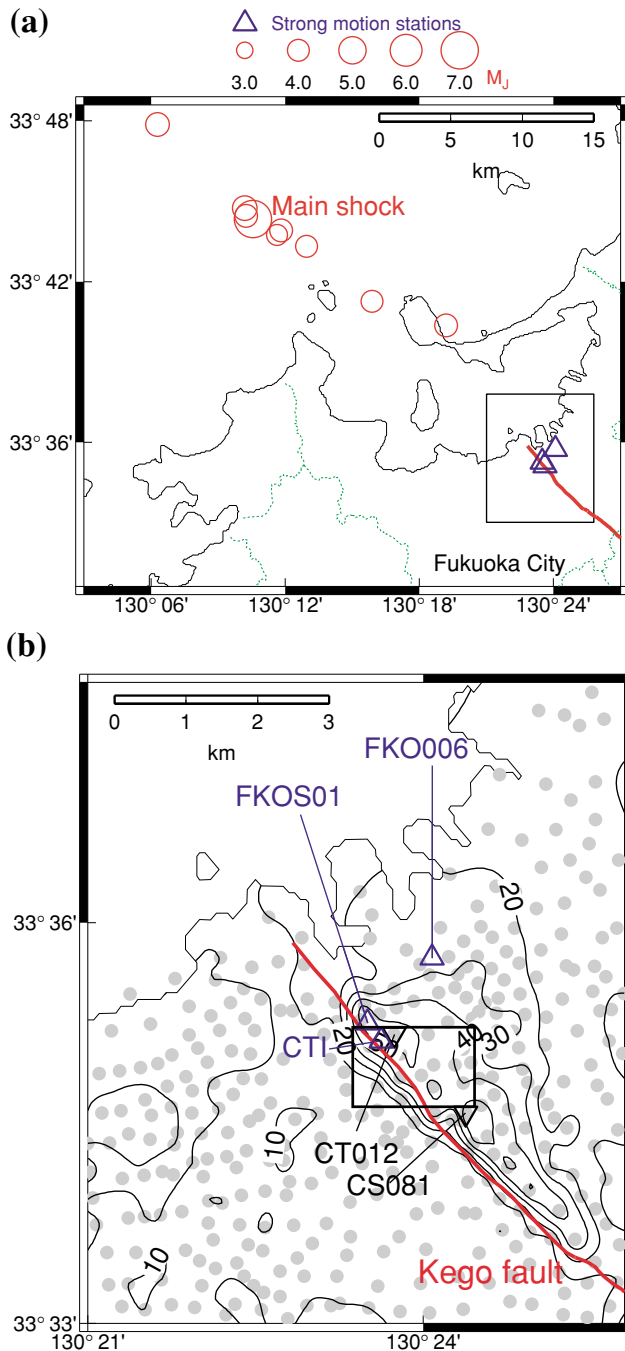 (a)
Strong motion stations
3.0 4.0 5.0 6.0 7.0 MJ
33° 48'
0 5 10 15
km
Main shock
33° 42'
33° 36'
Fukuoka City
130° 06' 130° 12' 130° 18' 130° 24'
(b)
0 1 2 3
km
FKO006
FKOS01
20
33° 36'
20
40
30
CTI
10
CT012
CS081
10
Kego fault
33° 33'
130° 21' 130° 24'